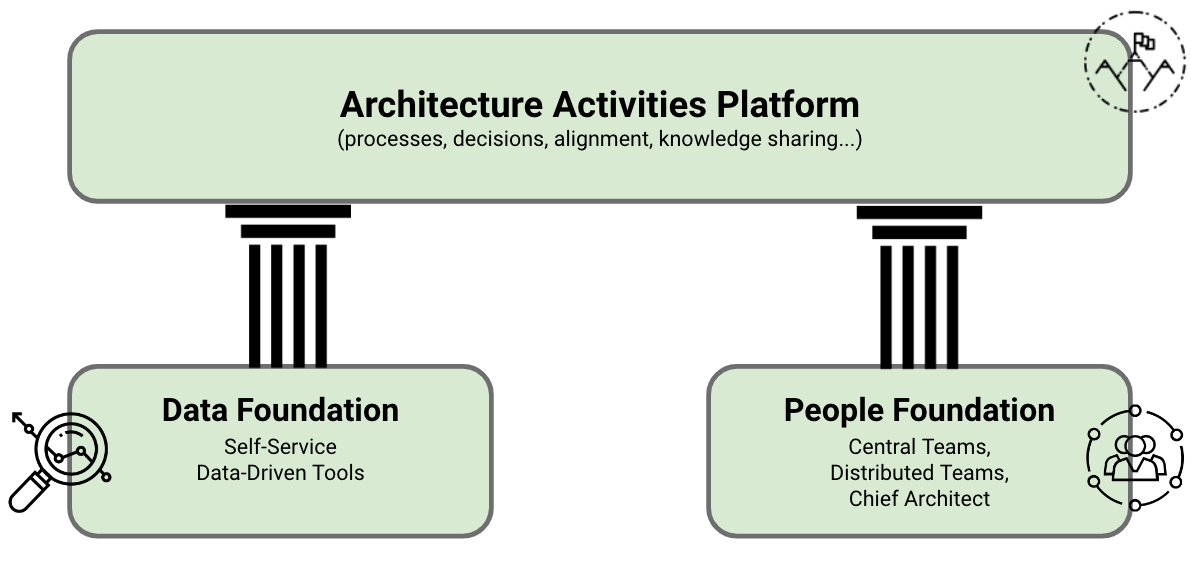 Architecture Activities Platform
(processes, decisions, alignment, knowledge sharing...)
Data Foundation
Self-Service
Data-Driven Tools
People Foundation
Central Teams,
Distributed Teams,
Chief Architect